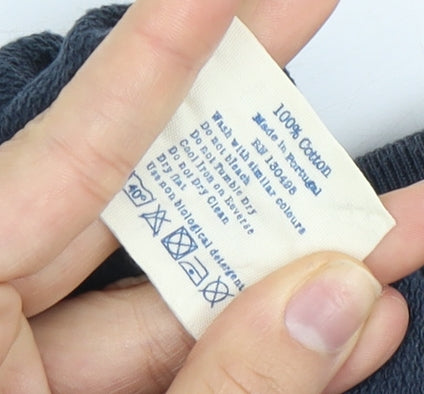 100% Cotton
Made in Portugal
RN 130498
Wash with similar colours
Do not bleach
Do not Tumble Dry
Cool Iron on Reverse
Do not Dry Clean
Dry flat
Use non biological detergent
40°